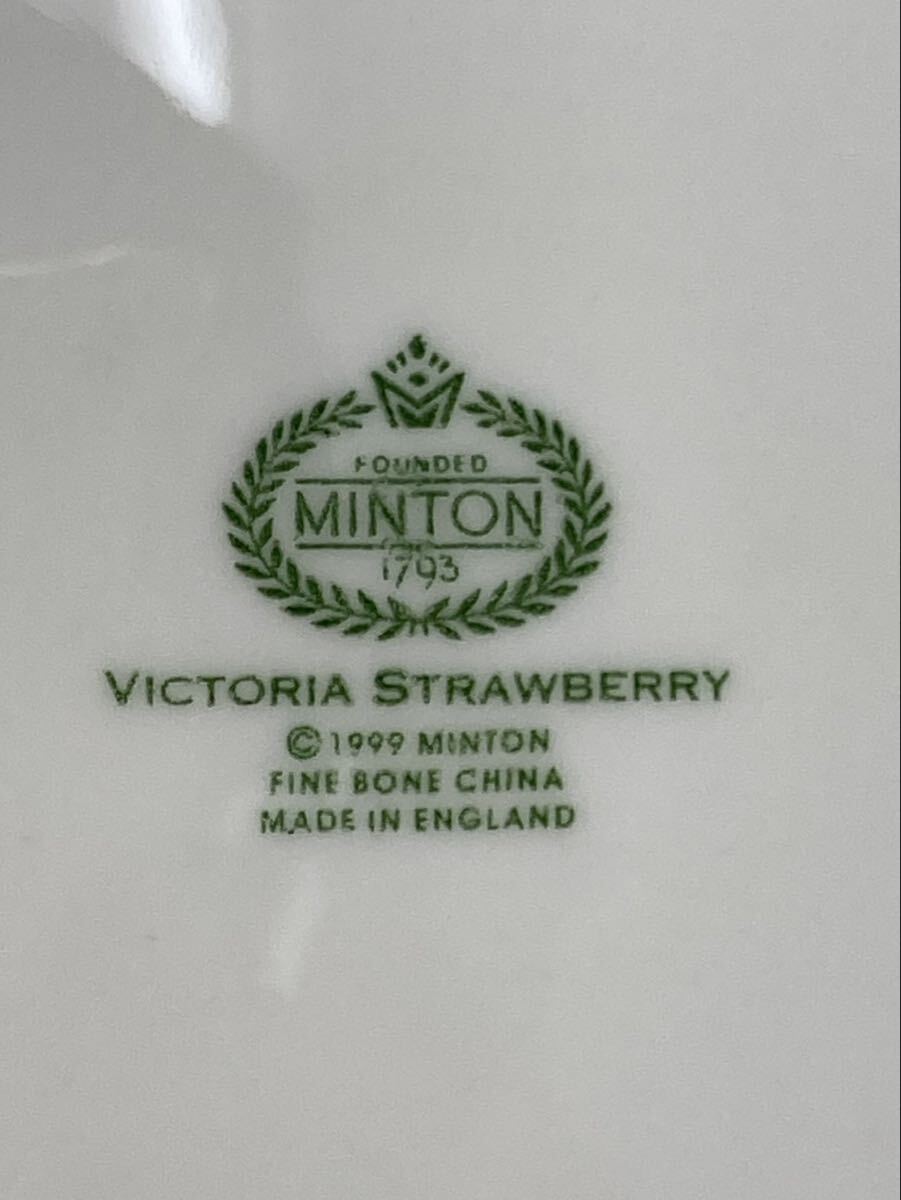 FOUNDED
MINTON
1793
VICTORIA STRAWBERRY
© 1999 MINTON
FINE BONE CHINA
MADE IN ENGLAND